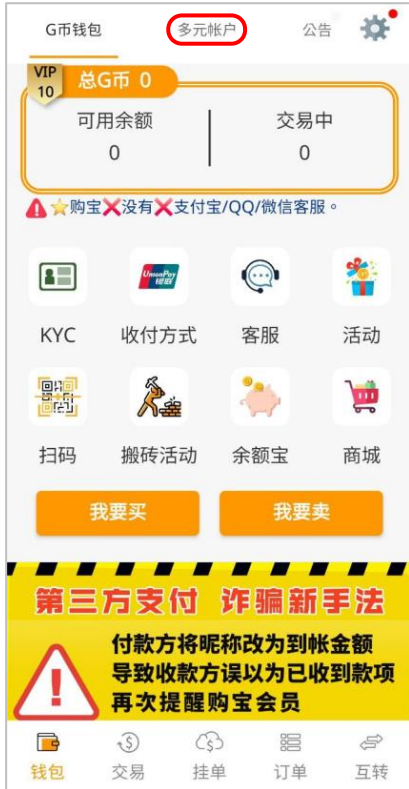 G币钱包 多元帐户 公告
VIP
10
总G币 0
可用余额 交易中
0 0
⭐购宝❌没有❌支付宝/QQ/微信客服。
UnionPay
银联
KYC 收付方式 客服 活动
扫码 搬砖活动 余额宝 商城
我要买 我要卖
第三方支付 诈骗新手法
付款方将昵称改为到帐金额
导致收款方误以为已收到款项
再次提醒购宝会员
钱包 交易 挂单 订单 互转